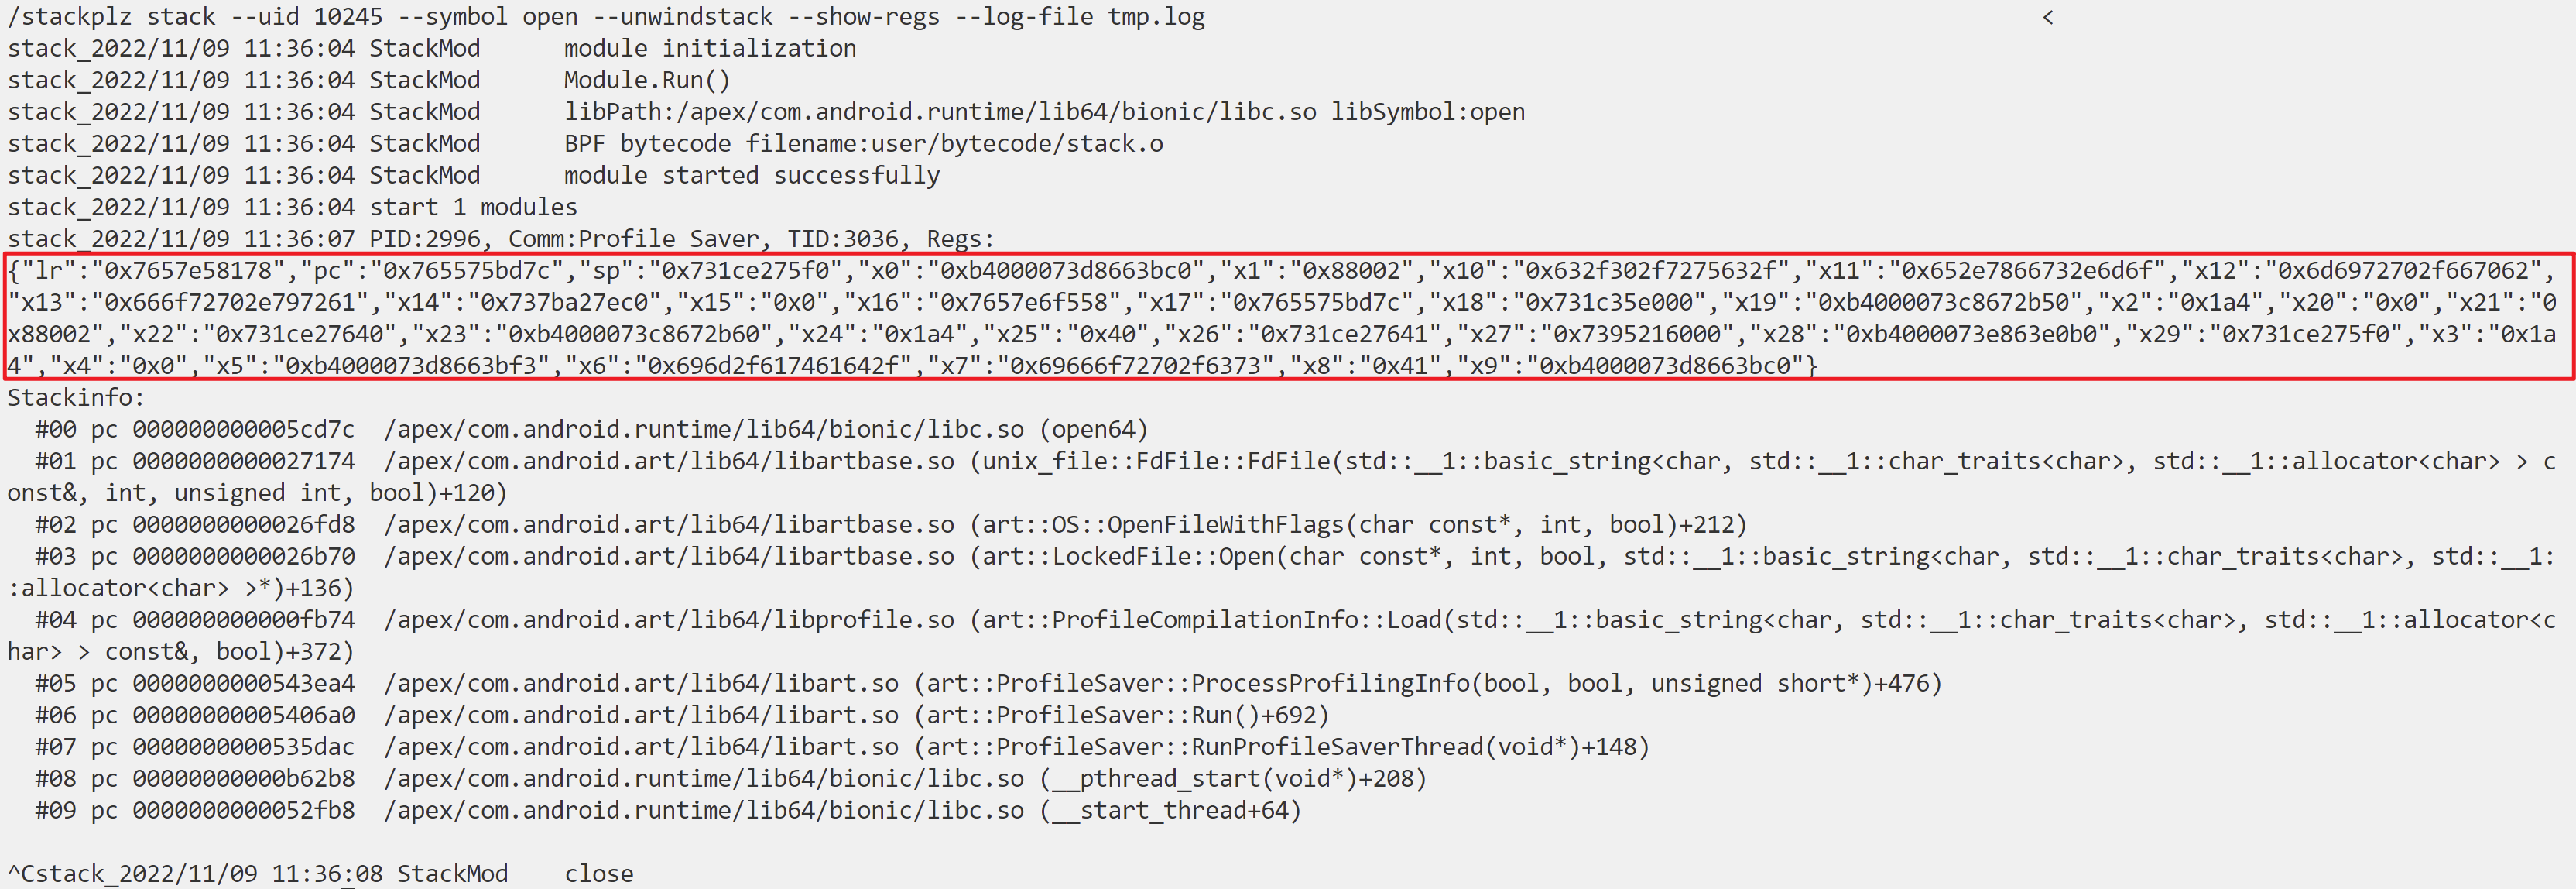 /stackplz stack --uid 10245 --symbol open --unwindstack --show-regs --log-file tmp.log <
stack_2022/11/09 11:36:04 StackMod module initialization
stack_2022/11/09 11:36:04 StackMod Module.Run()
stack_2022/11/09 11:36:04 StackMod libPath:/apex/com.android.runtime/lib64/bionic/libc.so libSymbol:open
stack_2022/11/09 11:36:04 StackMod BPF bytecode filename:user/bytecode/stack.o
stack_2022/11/09 11:36:04 StackMod module started successfully
stack_2022/11/09 11:36:04 start 1 modules
stack_2022/11/09 11:36:07 PID:2996, Comm:Profile Saver, TID:3036, Regs:
{"lr":"0x7657e58178","pc":"0x765575bd7c","sp":"0x731ce275f0","x0":"0xb4000073d8663bc0","x1":"0x88002","x10":"0x632f302f7275632f","x11":"0x652e7866732e6d6f","x12":"0x6d6972702f667062",
"x13":"0x666f72702e797261","x14":"0x737ba27ec0","x15":"0x0","x16":"0x7657e6f558","x17":"0x765575bd7c","x18":"0x731c35e000","x19":"0xb4000073c8672b50","x2":"0x1a4","x20":"0x0","x21":"0
x88002","x22":"0x731ce27640","x23":"0xb4000073c8672b60","x24":"0x1a4","x25":"0x40","x26":"0x731ce27641","x27":"0x7395216000","x28":"0xb4000073e863e0b0","x29":"0x731ce275f0","x3":"0x1a
4","x4":"0x0","x5":"0xb4000073d8663bf3","x6":"0x696d2f617461642f","x7":"0x69666f72702f6373","x8":"0x41","x9":"0xb4000073d8663bc0"}
Stackinfo:
#00 pc 000000000005cd7c /apex/com.android.runtime/lib64/bionic/libc.so (open64)
#01 pc 0000000000027174 /apex/com.android.art/lib64/libartbase.so (unix_file::FdFile::FdFile(std::__1::basic_string<char, std::__1::char_traits<char>, std::__1::allocator<char> > c
onst&, int, unsigned int, bool)+120)
#02 pc 0000000000026fd8 /apex/com.android.art/lib64/libartbase.so (art::OS::OpenFileWithFlags(char const*, int, bool)+212)
#03 pc 0000000000026b70 /apex/com.android.art/lib64/libartbase.so (art::LockedFile::Open(char const*, int, bool, std::__1::basic_string<char, std::__1::char_traits<char>, std::__1:
:allocator<char> >*)+136)
#04 pc 000000000000fb74 /apex/com.android.art/lib64/libprofile.so (art::ProfileCompilationInfo::Load(std::__1::basic_string<char, std::__1::char_traits<char>, std::__1::allocator<c
har> > const&, bool)+372)
#05 pc 0000000000543ea4 /apex/com.android.art/lib64/libart.so (art::ProfileSaver::ProcessProfilingInfo(bool, bool, unsigned short*)+476)
#06 pc 00000000005406a0 /apex/com.android.art/lib64/libart.so (art::ProfileSaver::Run()+692)
#07 pc 0000000000535dac /apex/com.android.art/lib64/libart.so (art::ProfileSaver::RunProfileSaverThread(void*)+148)
#08 pc 00000000000b62b8 /apex/com.android.runtime/lib64/bionic/libc.so (__pthread_start(void*)+208)
#09 pc 0000000000052fb8 /apex/com.android.runtime/lib64/bionic/libc.so (__start_thread+64)
^Cstack_2022/11/09 11:36:08 StackMod close